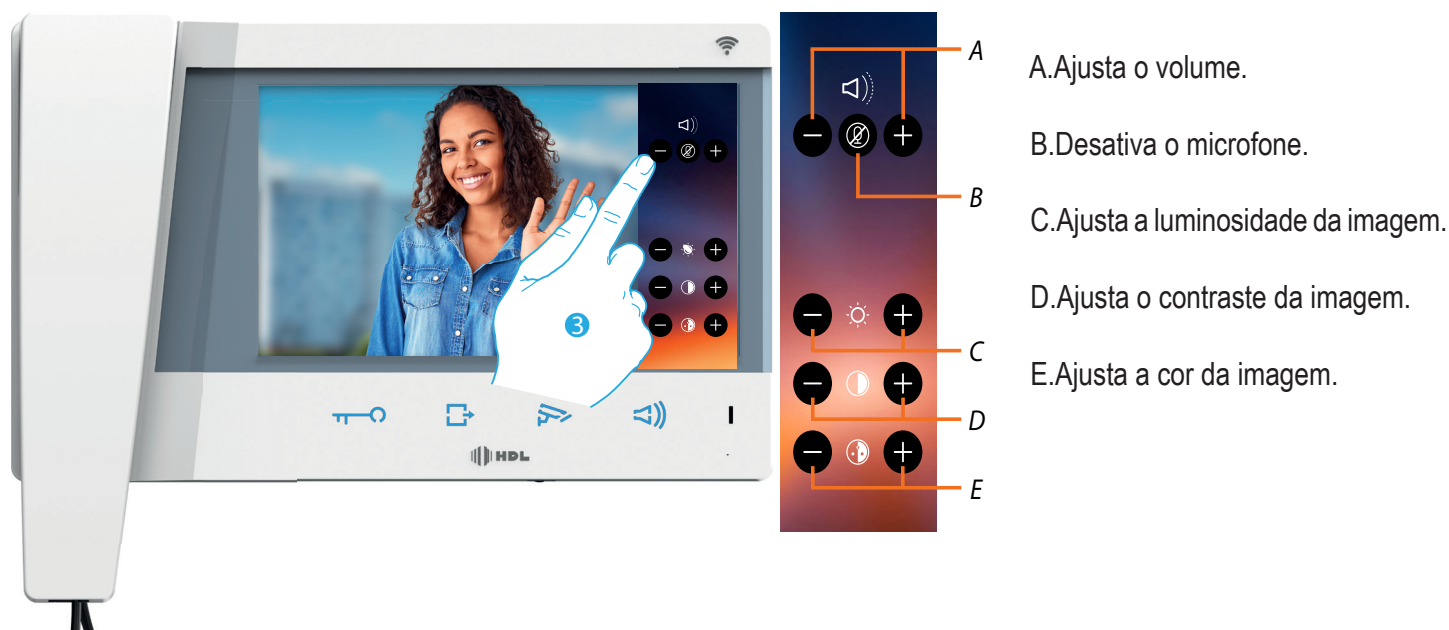 A
A.Ajusta o volume.
B.Desativa o microfone.
B
C.Ajusta a luminosidade da imagem.
D.Ajusta o contraste da imagem.
3
C
E.Ajusta a cor da imagem.
D
HDL
E